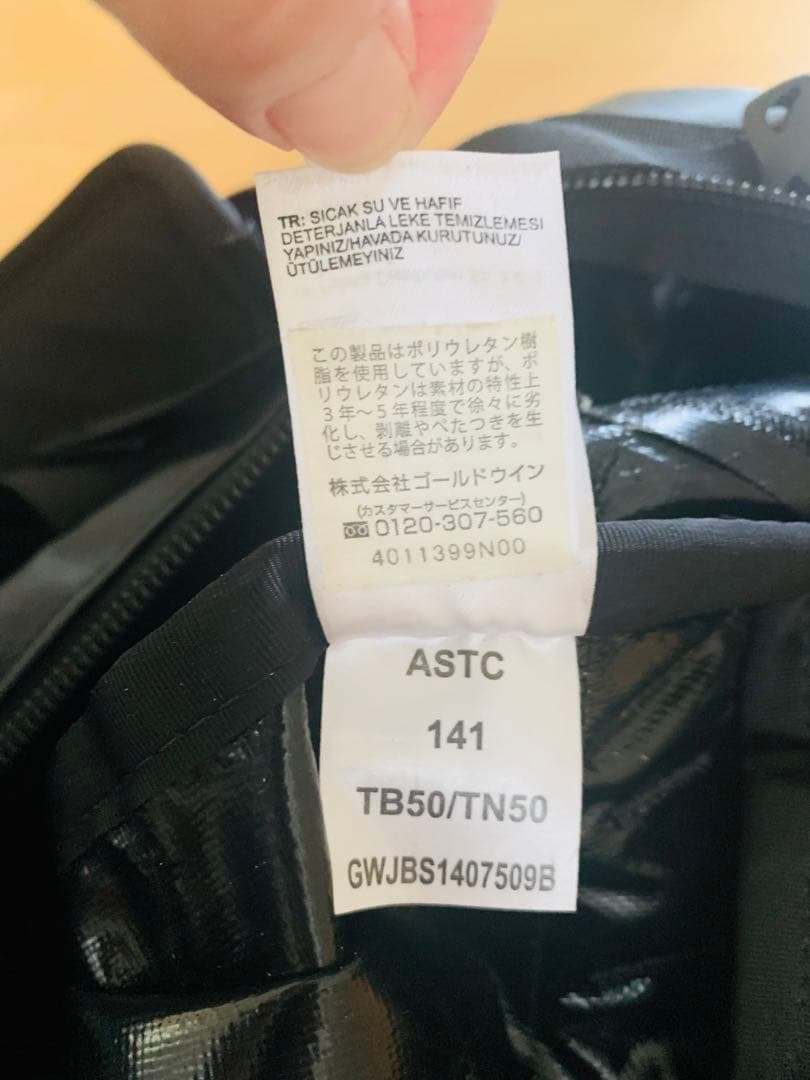 TR: SICAK SU VE HAFIF
DETERJANLA LEKE TEMIZLEMESI
YAPINIZ/HAVADA KURUTUNUZ/
ÜTÜLEMEYINIZ
この製品はポリウレタン樹
脂を使用していますが、ポ
リウレタンは素材の特性上
3年〜5年程度で徐々に劣
化し、剥離やべたつきを生
じさせる場合があります。
株式会社ゴールドウイン
(カスタマーサービスセンター)
0120-307-560
4011399N00
ASTC
141
TB50/TN50
GWJBS1407509B